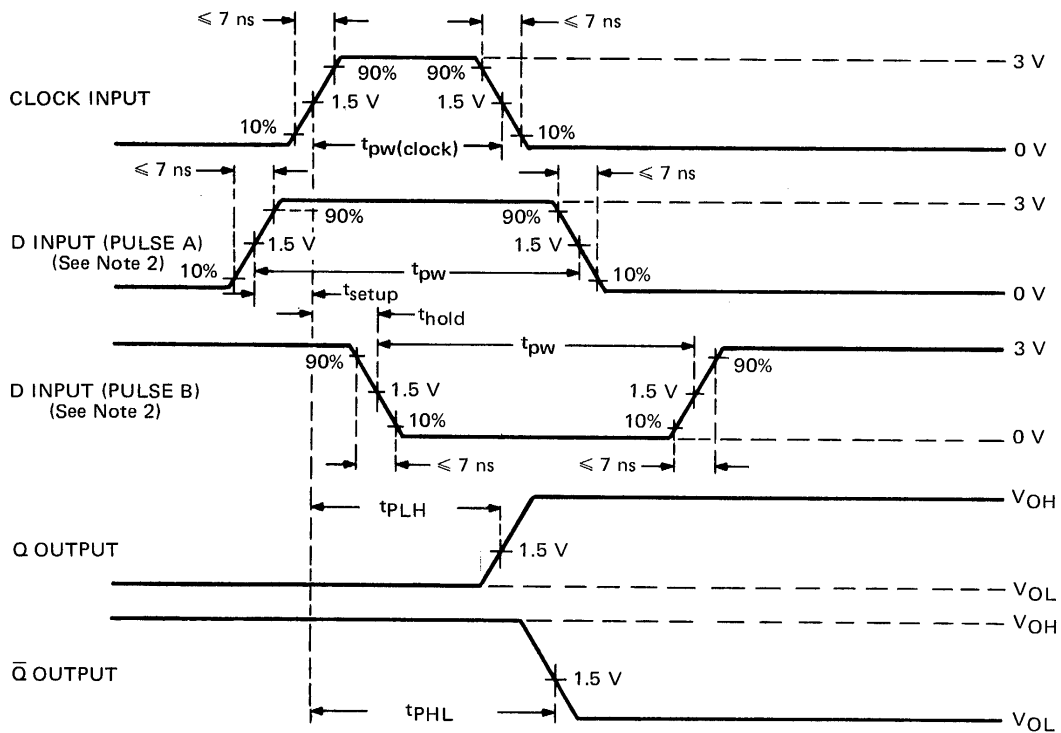 ≤ 7 ns ≤ 7 ns
3 V
90% 90%
CLOCK INPUT 1.5 V 1.5 V
10% 10%
tpw(clock)
0 V
≤ 7 ns ≤ 7 ns
3 V
90% 90%
D INPUT (PULSE A) 1.5 V 1.5 V
(See Note 2) 10% tpw 10%
0 V
tsetup
thold
tpw 3 V
90% 90%
D INPUT (PULSE B) 1.5 V 1.5 V
(See Note 2) 10% 10%
0 V
≤ 7 ns ≤ 7 ns
VOH
tPLH
Q OUTPUT 1.5 V
VOL
VOH
Q̅ OUTPUT 1.5 V
tPHL
VOL